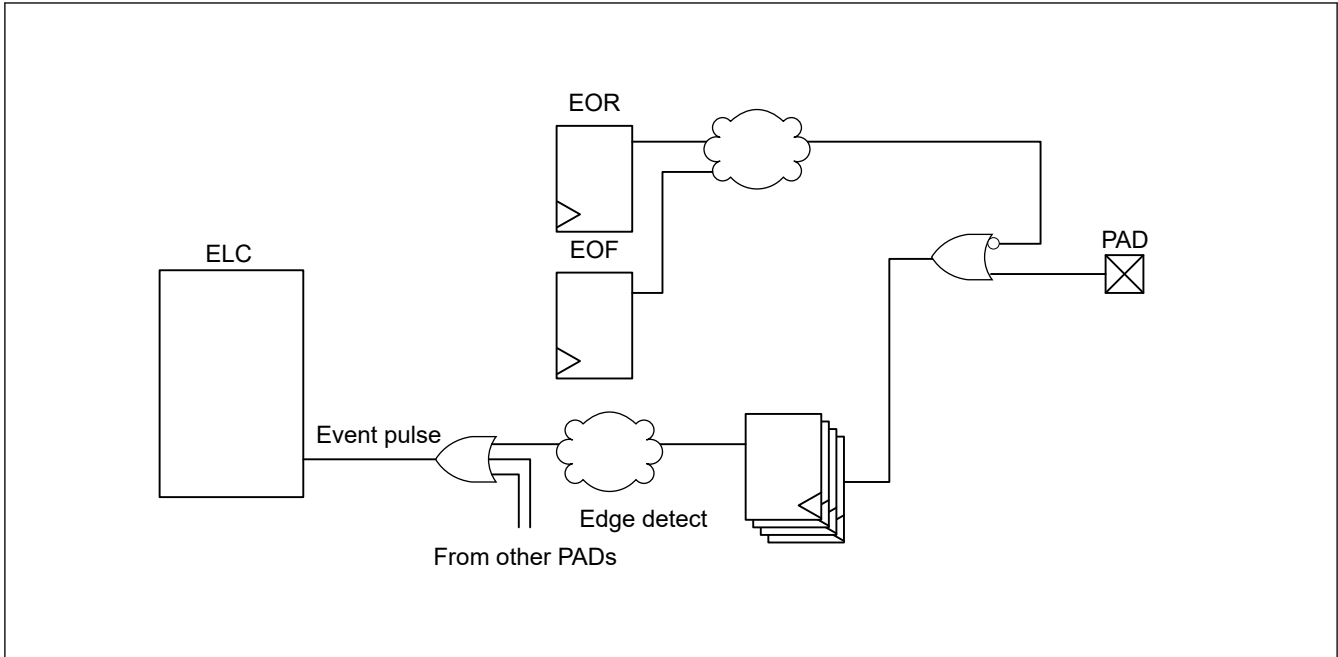 EOR
EOF
PAD
ELC
Event pulse
Edge detect
From other PADs